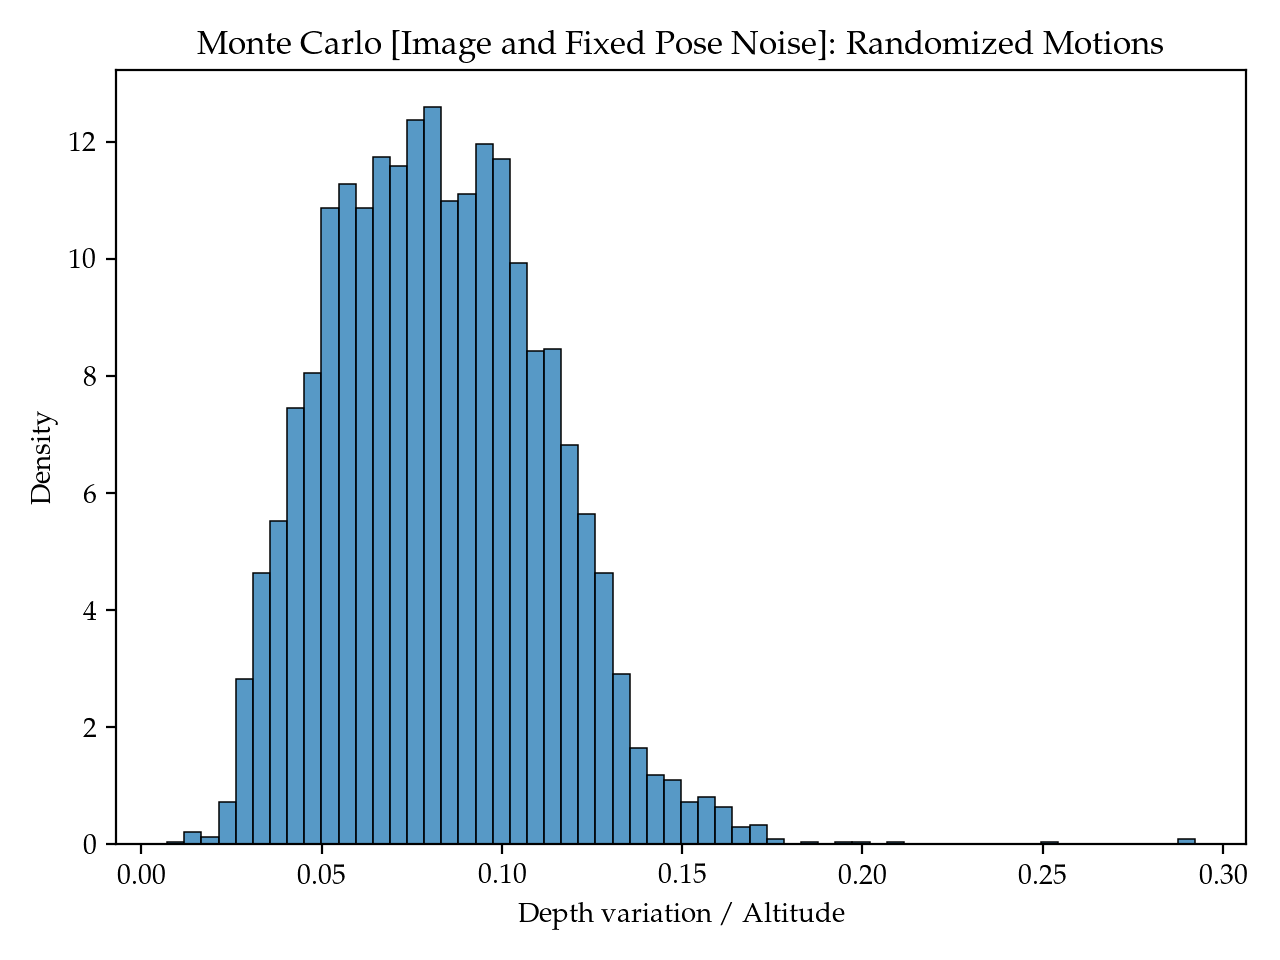 Monte Carlo [Image and Fixed Pose Noise]: Randomized Motions
12
10
8
6
4
2
0
Density
0.00 0.05 0.10 0.15 0.20 0.25 0.30
Depth variation / Altitude